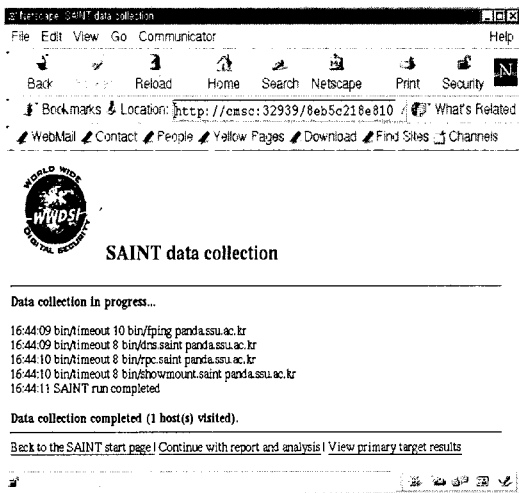 Netscape: SAINT data collection
File Edit View Go Communicator Help
Back Reload Home Search Netscape Print Security N
Bookmarks Location: http://cmsc:32939/8eb5c218e810 What's Related
WebMail Contact People Yellow Pages Download Find Sites Channels
WORLD WIDE
WWDSI
DIGITAL SECURITY
SAINT data collection
Data collection in progress...
16:44:09 bin/timeout 10 bin/fping panda.ssu.ac.kr
16:44:09 bin/timeout 8 bin/dns.saint panda.ssu.ac.kr
16:44:10 bin/timeout 8 bin/rpc.saint panda.ssu.ac.kr
16:44:10 bin/timeout 8 bin/showmount.saint panda.ssu.ac.kr
16:44:11 SAINT run completed
Data collection completed (1 host(s) visited).
Back to the SAINT start page | Continue with report and analysis | View primary target results